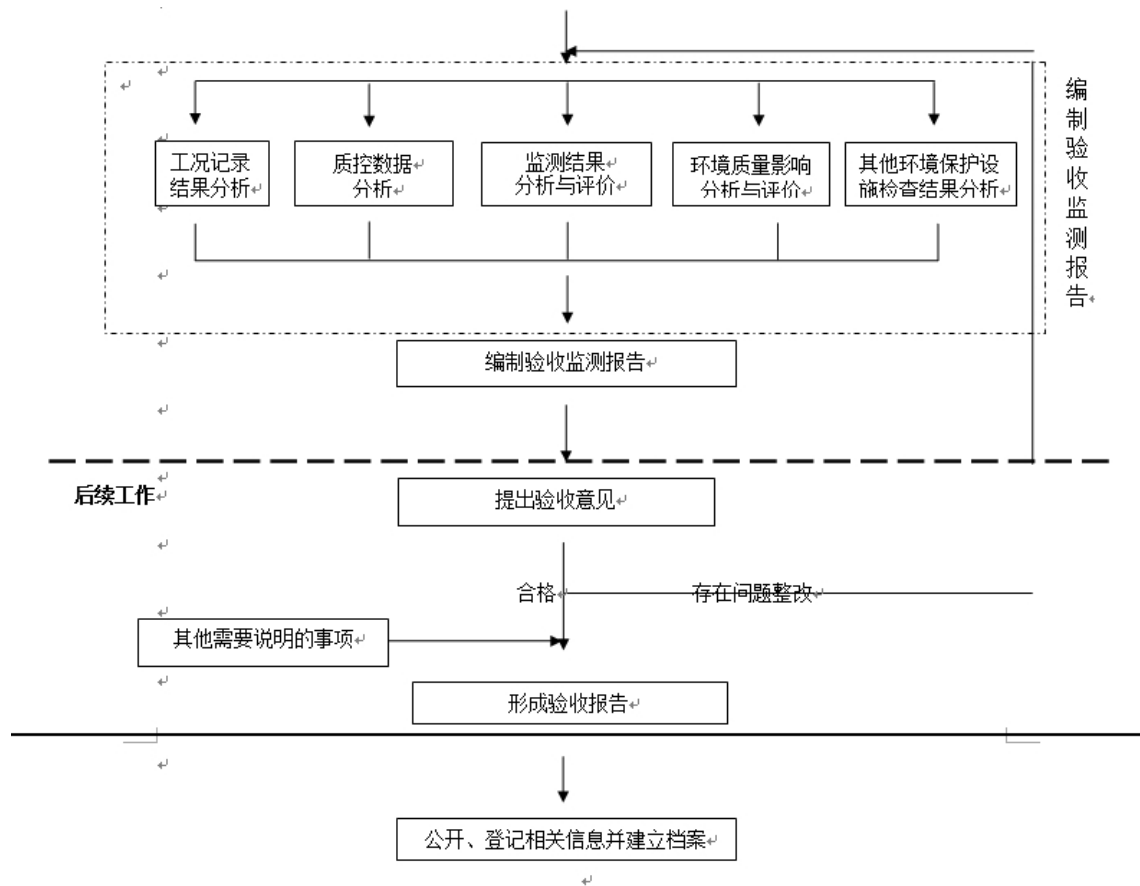 工况记录
结果分析
质控数据
分析
监测结果
分析与评价
环境质量影响
分析与评价
其他环境保护设
施检查结果分析
编制验收监测报告
编制验收监测报告
后续工作
提出验收意见
合格
存在问题整改
其他需要说明的事项
形成验收报告
公开、登记相关信息并建立档案